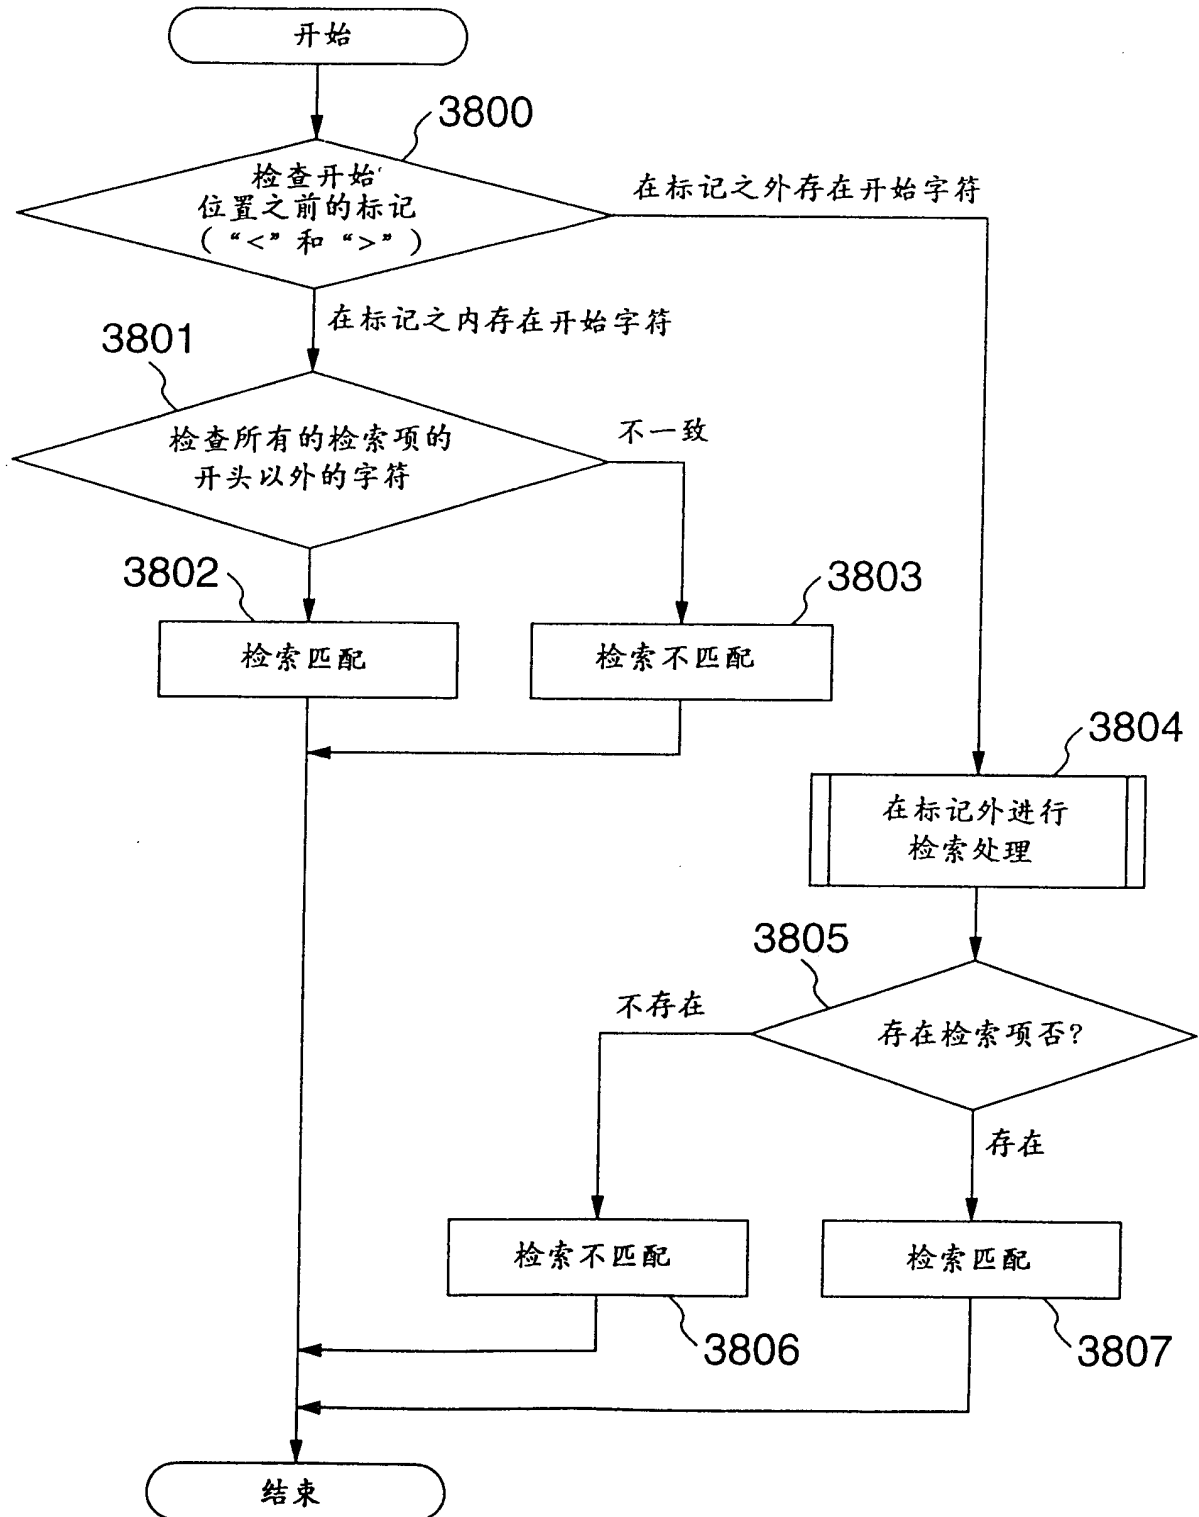 开始
3800
检查开始
位置之前的标记
(“<”和“>”)
在标记之外存在开始字符
在标记之内存在开始字符
3801
检查所有的检索项的
开头以外的字符
不一致
3802
检索匹配
3803
检索不匹配
3804
在标记外进行
检索处理
3805
存在检索项否?
不存在
存在
检索不匹配
3806
检索匹配
3807
结束